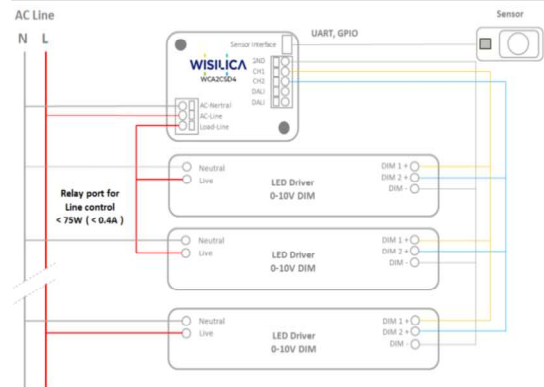 AC Line
Sensor
N L
UART, GPIO
Sensor Interface
WISILICA
WCA2CSD4
GND
CH1
CH2
DALI
DALI
AC-Nertral
AC-Line
Load-Line
Relay port for
Line control
< 75W ( < 0.4A )
Neutral
Live
LED Driver
0-10V DIM
DIM 1 +
DIM 2 +
DIM -
Neutral
Live
LED Driver
0-10V DIM
DIM 1 +
DIM 2 +
DIM -
Neutral
Live
LED Driver
0-10V DIM
DIM 1 +
DIM 2 +
DIM -